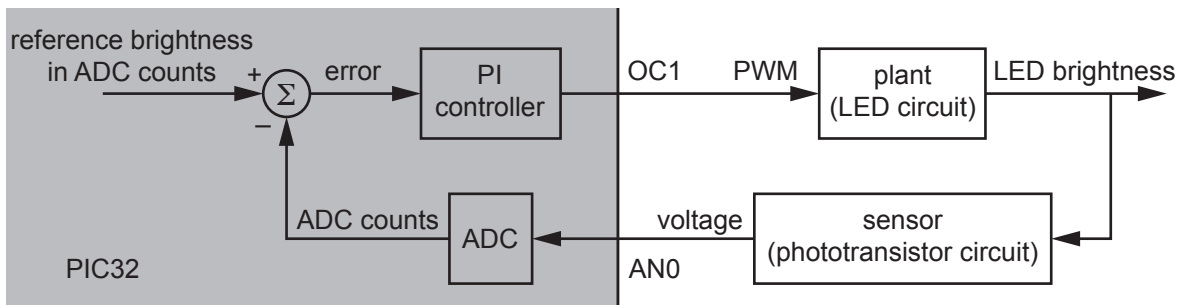 reference brightness
in ADC counts
+
−
Σ
error
PI
controller
OC1
PWM
plant
(LED circuit)
LED brightness
ADC counts
ADC
voltage
sensor
(phototransistor circuit)
PIC32
AN0